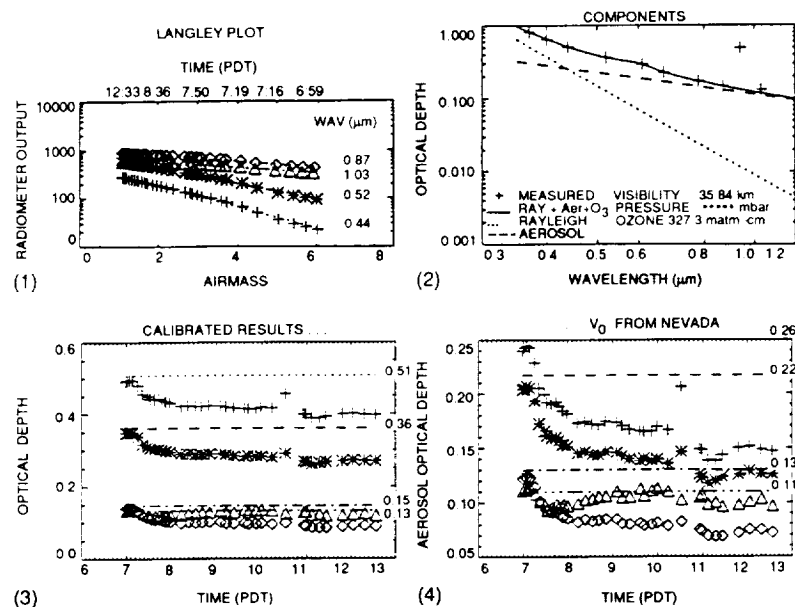 LANGLEY PLOT
TIME (PDT)
12:33 8 36 7.50 7.19 7.16 6 59
10000
1000
100
0
RADIOMETER OUTPUT
WAV (µm)
0 87
1 03
0 52
0 44
0 2 4 6 8
AIRMASS
(1)
COMPONENTS
1.000
0.100
0.010
0 001
OPTICAL DEPTH
+ MEASURED VISIBILITY 35 84 km
RAY + Aer+O3 PRESSURE mbar
RAYLEIGH OZONE 327 3 matm-cm
AEROSOL
0 3 0.4 0 6 0 8 1 0 1 2
WAVELENGTH (µm)
(2)
CALIBRATED RESULTS ...
0.6
0.4
0.2
0.0
OPTICAL DEPTH
0 51
0.36
0.15
0 13
6 7 8 9 10 11 12 13
TIME (PDT)
(3)
V0 FROM NEVADA
0 26
0.25
0.20
0.15
0.10
0 05
AEROSOL OPTICAL DEPTH
0 22
0 13
0 11
6 7 8 9 10 11 12 13
TIME (PDT)
(4)